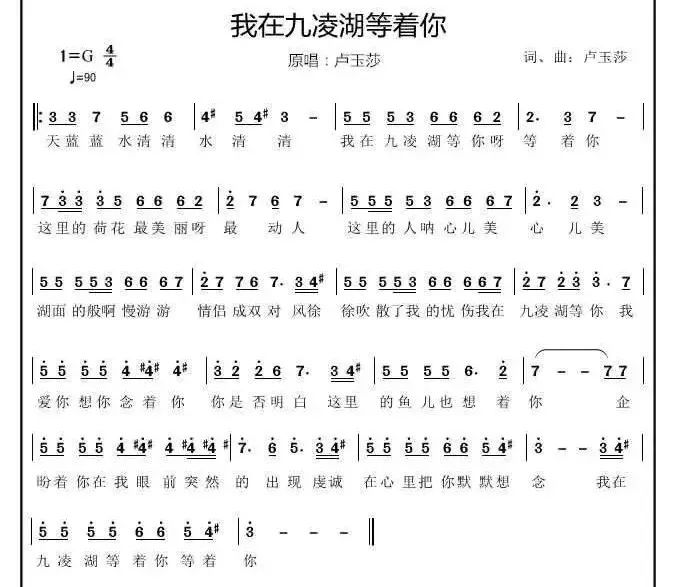 我在九凌湖等着你
1=G 4/4 原唱：卢玉莎 词、曲：卢玉莎
♩=90
3 3 7 5 6 6 | 4# 5 4# 3 – | 5 5 5 3 6 6 6 2 | 2. 3 – |
天蓝蓝 水清清 水 清 清 我在 九凌 湖等 你呀 等 着 你
7 3 3 3 5 6 6 6 2 | 2 7 6 7 – | 5 5 5 5 3 6 6 6 7 | 2. 2 3 – |
这里的 荷花 最美 丽呀 最 动 人 这里的 人呐 心儿 美 心 儿 美
5 5 5 5 3 6 6 6 7 | 2 7 6 7. 3 4# | 5 5 5 5 6 6 6 6 7 | 2 7 2 3 3. 7 |
湖面 的般啊 慢游 游 情侣 成双 对 风徐 徐吹 散了我 的忧 伤我在 九凌 湖等 你 我
5 5 5 5 4 #4 #4 4# | 3 2 2 7. 3 4# | 5 5 5 5 6. 2 | 7 – – 7 7 |
爱你 想你 念着 你 你是 否明 白 这里 的鱼 儿也 想 着 你 企
5 5 5 5 4 4# 4 4# 4# | 7. 6 5 3 4# | 5 5 5 5 6 6 5 4# | 3 – – 3 4# |
盼着 你在 我眼 前突然 的 出现 虔诚 在心 里把 你默 默想 念 我在
5 5 5 5 6 6 5 4# | 3 – – – ‖
九凌 湖等 着你 等着 你